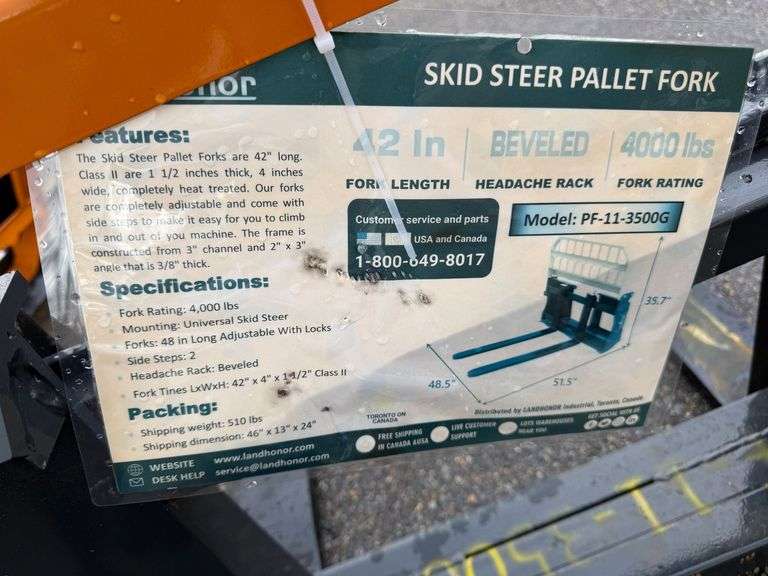 SKID STEER PALLET FORK
Features:
The Skid Steer Pallet Forks are 42" long.
Class II are 1 1/2 inches thick, 4 inches
wide, completely heat treated. Our forks
are completely adjustable and come with
side steps to make it easy for you to climb
in and out of you machine. The frame is
constructed from 3" channel and 2" x 3"
angle that is 3/8" thick.
42 In
FORK LENGTH
BEVELED
HEADACHE RACK
4000 lbs
FORK RATING
Customer service and parts
USA and Canada
1-800-649-8017
Model: PF-11-3500G
35.7"
48.5"
51.5"
Specifications:
Fork Rating: 4,000 lbs
Mounting: Universal Skid Steer
Forks: 48 in Long Adjustable With Locks
Side Steps: 2
Headache Rack: Beveled
Fork Tines LxWxH: 42" x 4" x 1 1/2" Class II
Packing:
Shipping weight: 510 lbs
Shipping dimension: 46" x 13" x 24"
Distributed by LANDHONOR Industrial, Toronto, Canada
TORONTO ON
CANADA
FREE SHIPPING
IN CANADA &USA
LIVE CUSTOMER
SUPPORT
LOTS WAREHOUSES
NEAR YOU
GET SOCIAL WITH US
WEBSITE www.landhonor.com
DESK HELP service@landhonor.com